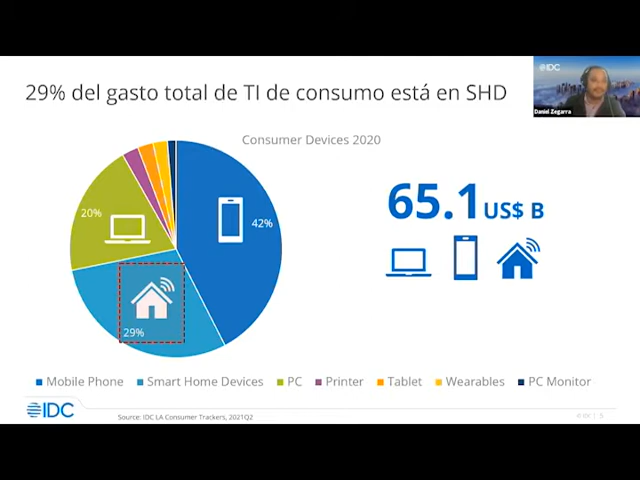 IDC
Daniel Zegarra
29% del gasto total de TI de consumo está en SHD
Consumer Devices 2020
42%
20%
29%
65.1 US$ B
Mobile Phone
Smart Home Devices
PC
Printer
Tablet
Wearables
PC Monitor
IDC
Source: IDC LA Consumer Trackers, 2021Q2
© IDC | 5